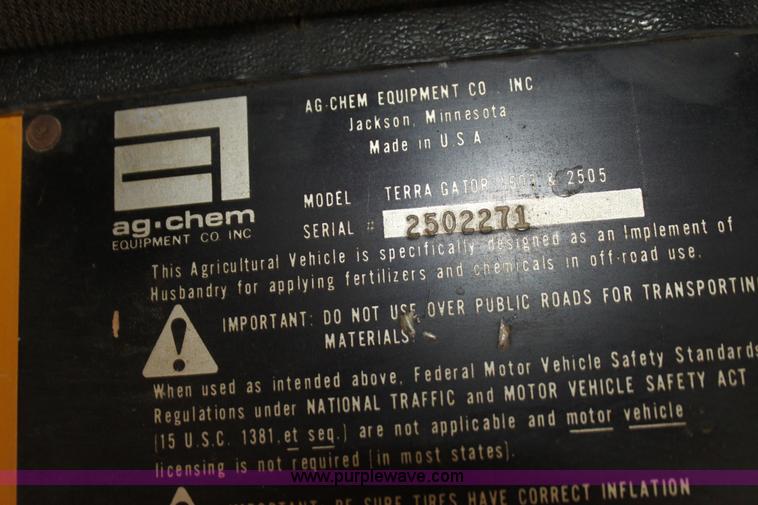 AG·CHEM EQUIPMENT CO. INC
Jackson, Minnesota
Made in U S A
ag·chem
EQUIPMENT CO. INC
MODEL TERRA GATOR & 2505
SERIAL # 2502271
This Agricultural Vehicle is specifically designed as an Implement of
Husbandry for applying fertilizers and chemicals in off-road use.
IMPORTANT: DO NOT USE OVER PUBLIC ROADS FOR TRANSPORTIN
MATERIALS.
When used as intended above, Federal Motor Vehicle Safety Standards
Regulations under NATIONAL TRAFFIC and MOTOR VEHICLE SAFETY ACT
(15 U.S.C. 1381, et seq.) are not applicable and motor vehicle
licensing is not required (in most states).
www.purplewave.com
IMPORTANT: BE SURE TIRES HAVE CORRECT INFLATION